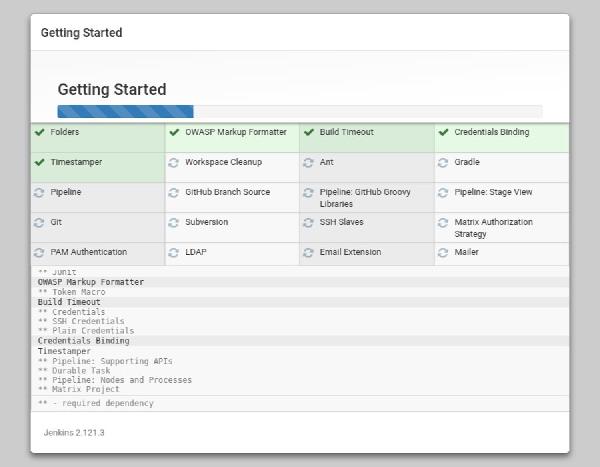 Getting Started
Getting Started
Folders
OWASP Markup Formatter
Build Timeout
Credentials Binding
Timestamper
Workspace Cleanup
Ant
Gradle
Pipeline
GitHub Branch Source
Pipeline: GitHub Groovy
Libraries
Pipeline: Stage View
Git
Subversion
SSH Slaves
Matrix Authorization
Strategy
PAM Authentication
LDAP
Email Extension
Mailer
** JUnit
OWASP Markup Formatter
** Token Macro
Build Timeout
** Credentials
** SSH Credentials
** Plain Credentials
Credentials Binding
Timestamper
** Pipeline: Supporting APIs
** Durable Task
** Pipeline: Nodes and Processes
** Matrix Project
** - required dependency
Jenkins 2.121.3